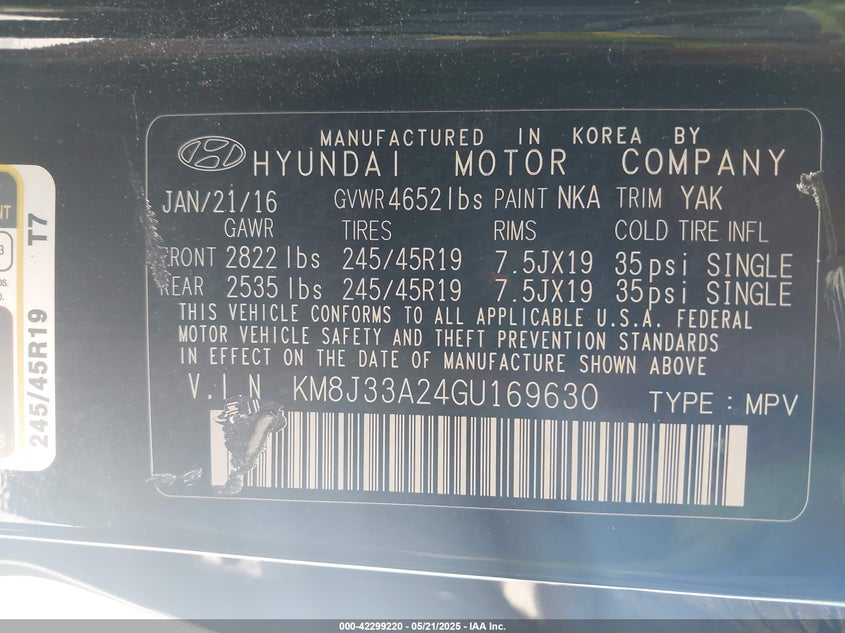 MANUFACTURED IN KOREA BY
HYUNDAI MOTOR COMPANY
JAN/21/16 GVWR 4652lbs PAINT NKA TRIM YAK
GAWR TIRES RIMS COLD TIRE INFL
FRONT 2822 lbs 245/45R19 7.5JX19 35psi SINGLE
REAR 2535 lbs 245/45R19 7.5JX19 35psi SINGLE
THIS VEHICLE CONFORMS TO ALL APPLICABLE U.S.A. FEDERAL
MOTOR VEHICLE SAFETY AND THEFT PREVENTION STANDARDS
IN EFFECT ON THE DATE OF MANUFACTURE SHOWN ABOVE
V.I.N KM8J33A24GU169630 TYPE : MPV
245/45R19 T7
000-42299220 - 05/21/2025 - IAA Inc.